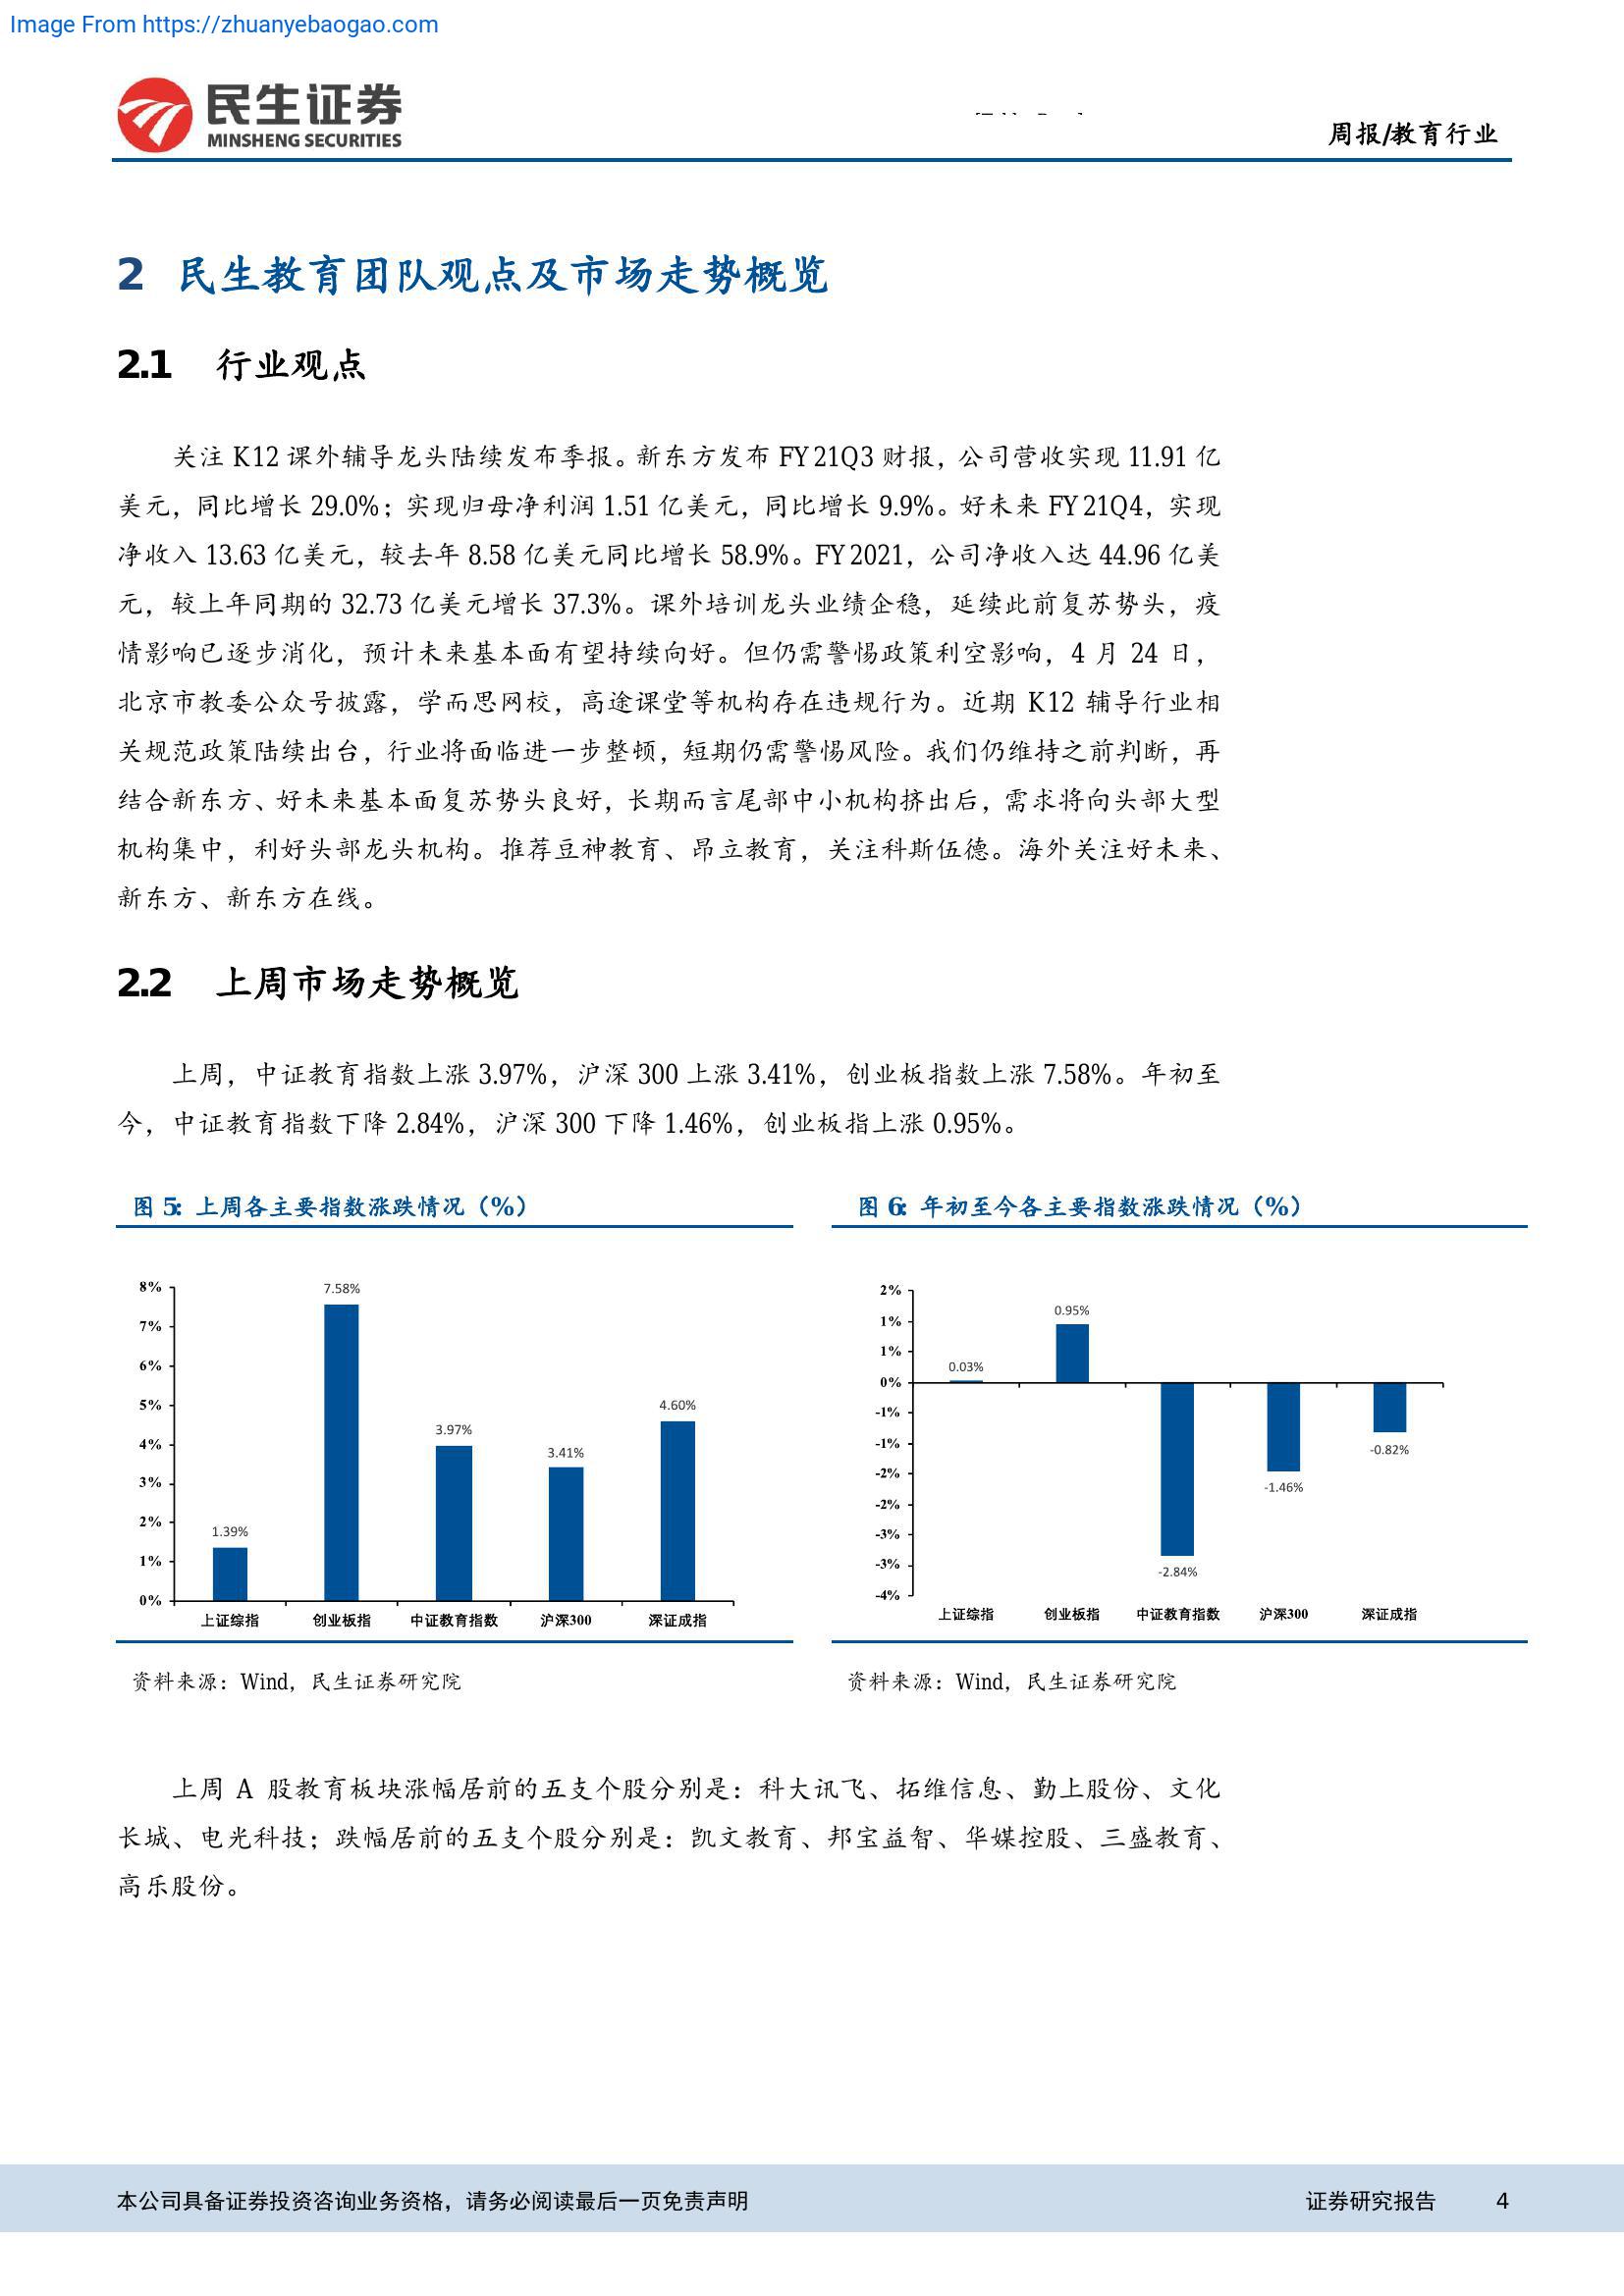 Image From https://zhuanyebaogao.com
民生证券
MINSHENG SECURITIES
周报/教育行业
2 民生教育团队观点及市场走势概览
2.1 行业观点
关注 K12 课外辅导龙头陆续发布季报。新东方发布 FY21Q3 财报，公司营收实现 11.91 亿
美元，同比增长 29.0%；实现归母净利润 1.51 亿美元，同比增长 9.9%。好未来 FY21Q4，实现
净收入 13.63 亿美元，较去年 8.58 亿美元同比增长 58.9%。FY2021，公司净收入达 44.96 亿美
元，较上年同期的 32.73 亿美元增长 37.3%。课外培训龙头业绩企稳，延续此前复苏势头，疫
情影响已逐步消化，预计未来基本面有望持续向好。但仍需警惕政策利空影响，4 月 24 日，
北京市教委公众号披露，学而思网校，高途课堂等机构存在违规行为。近期 K12 辅导行业相
关规范政策陆续出台，行业将面临进一步整顿，短期仍需警惕风险。我们仍维持之前判断，再
结合新东方、好未来基本面复苏势头良好，长期而言尾部中小机构挤出后，需求将向头部大型
机构集中，利好头部龙头机构。推荐豆神教育、昂立教育，关注科斯伍德。海外关注好未来、
新东方、新东方在线。
2.2 上周市场走势概览
上周，中证教育指数上涨 3.97%，沪深 300 上涨 3.41%，创业板指数上涨 7.58%。年初至
今，中证教育指数下降 2.84%，沪深 300 下降 1.46%，创业板指上涨 0.95%。
图 5: 上周各主要指数涨跌情况（%）
8%
7%
6%
5%
4%
3%
2%
1%
0%
1.39%
7.58%
3.97%
3.41%
4.60%
上证综指 创业板指 中证教育指数 沪深300 深证成指
资料来源：Wind，民生证券研究院
图 6: 年初至今各主要指数涨跌情况（%）
2%
1%
1%
0%
-1%
-1%
-2%
-2%
-3%
-3%
-4%
0.03%
0.95%
-2.84%
-1.46%
-0.82%
上证综指 创业板指 中证教育指数 沪深300 深证成指
资料来源：Wind，民生证券研究院
上周 A 股教育板块涨幅居前的五支个股分别是：科大讯飞、拓维信息、勤上股份、文化
长城、电光科技；跌幅居前的五支个股分别是：凯文教育、邦宝益智、华媒控股、三盛教育、
高乐股份。
本公司具备证券投资咨询业务资格，请务必阅读最后一页免责声明
证券研究报告 4